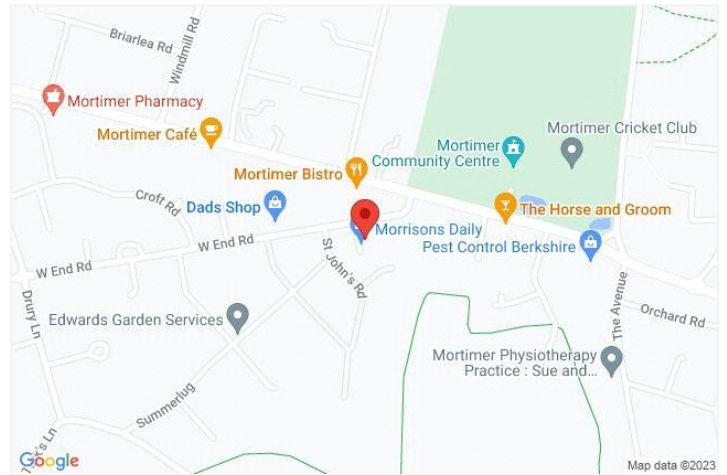 Briarlea Rd
Windmill Rd
Mortimer Pharmacy
Mortimer Café
Mortimer
Community Centre
Mortimer Cricket Club
Mortimer Bistro
Croft Rd
Dads Shop
The Horse and Groom
Morrisons Daily
Pest Control Berkshire
W End Rd
W End Rd
St John's Rd
Drury Ln
The Avenue
Orchard Rd
Edwards Garden Services
Mortimer Physiotherapy
Practice : Sue and...
Summerlug
Google
Map data ©2023